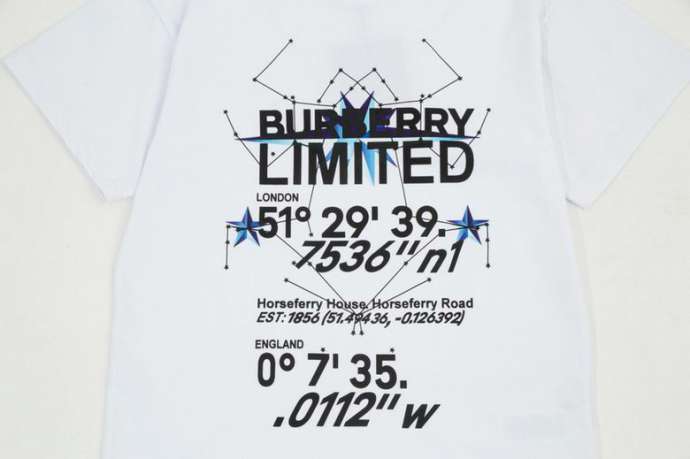 BURBERRY
LIMITED
LONDON
51° 29' 39.
7536"n1
Horseferry House, Horseferry Road
EST: 1856 (51.49436, -0.126392)
ENGLAND
0° 7' 35.
.0112"w